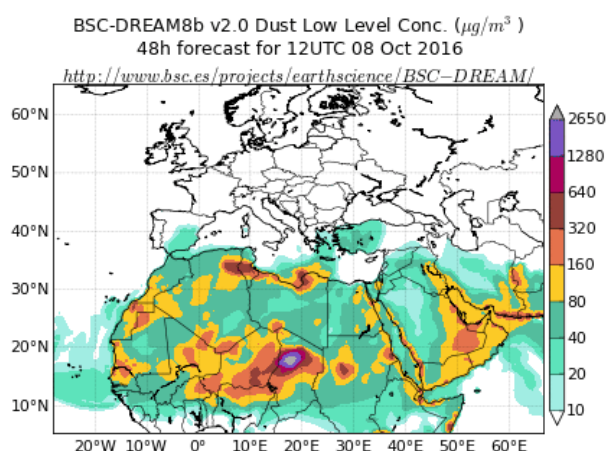 BSC-DREAM8b v2.0 Dust Low Level Conc. (μg/m³ )
48h forecast for 12UTC 08 Oct 2016
http://www.bsc.es/projects/earthscience/BSC−DREAM/
60°N
50°N
40°N
30°N
20°N
10°N
20°W
10°W
0°
10°E
20°E
30°E
40°E
50°E
60°E
2650
1280
640
320
160
80
40
20
10